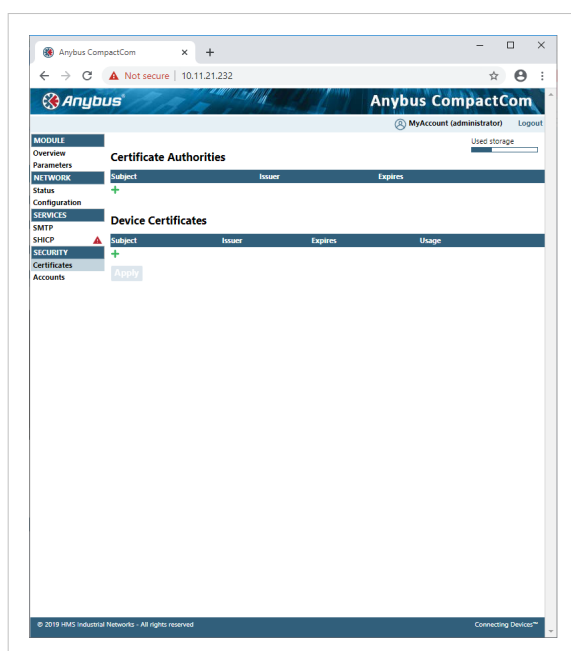 Anybus CompactCom
Not secure | 10.11.21.232
Anybus
Anybus CompactCom
MyAccount (administrator) Logout
MODULE
Overview
Parameters
NETWORK
Status
Configuration
SERVICES
SMTP
SHICP
SECURITY
Certificates
Accounts
Used storage
Certificate Authorities
Subject Issuer Expires
Device Certificates
Subject Issuer Expires Usage
Apply
© 2019 HMS Industrial Networks - All rights reserved Connecting Devices™